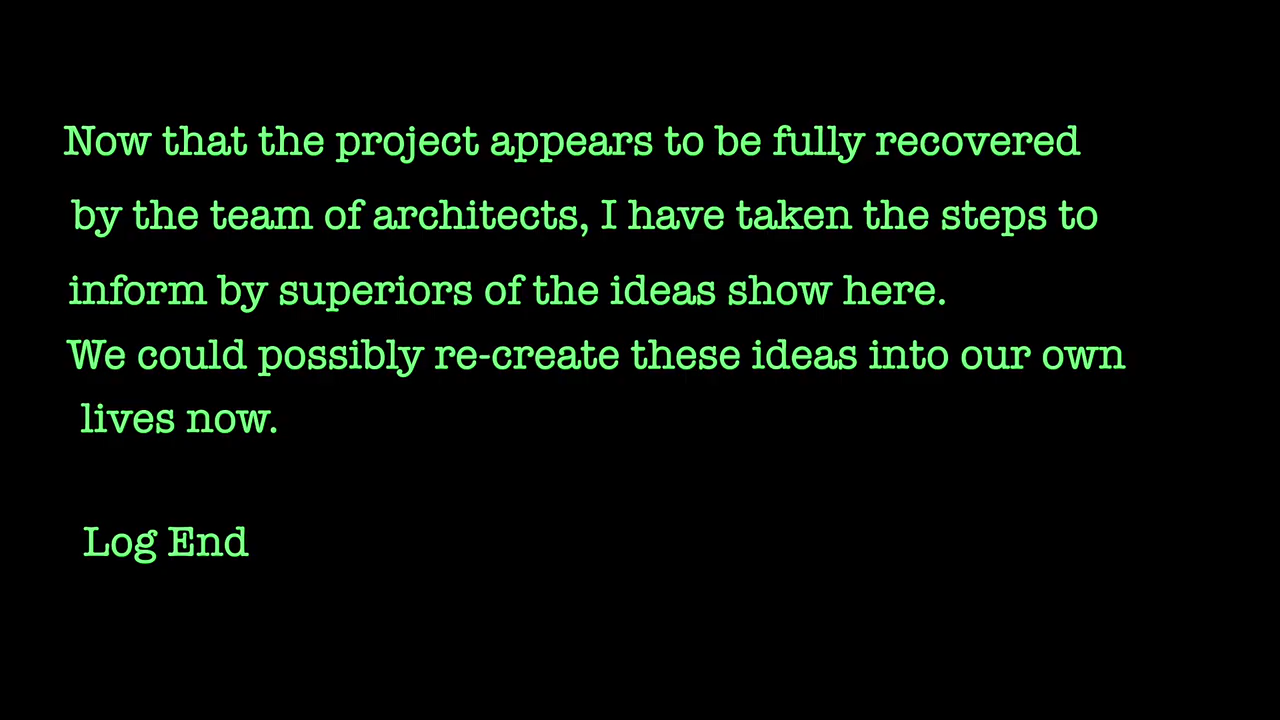 Now that the project appears to be fully recovered
by the team of architects, I have taken the steps to
inform by superiors of the ideas show here.
We could possibly re-create these ideas into our own
lives now.
Log End